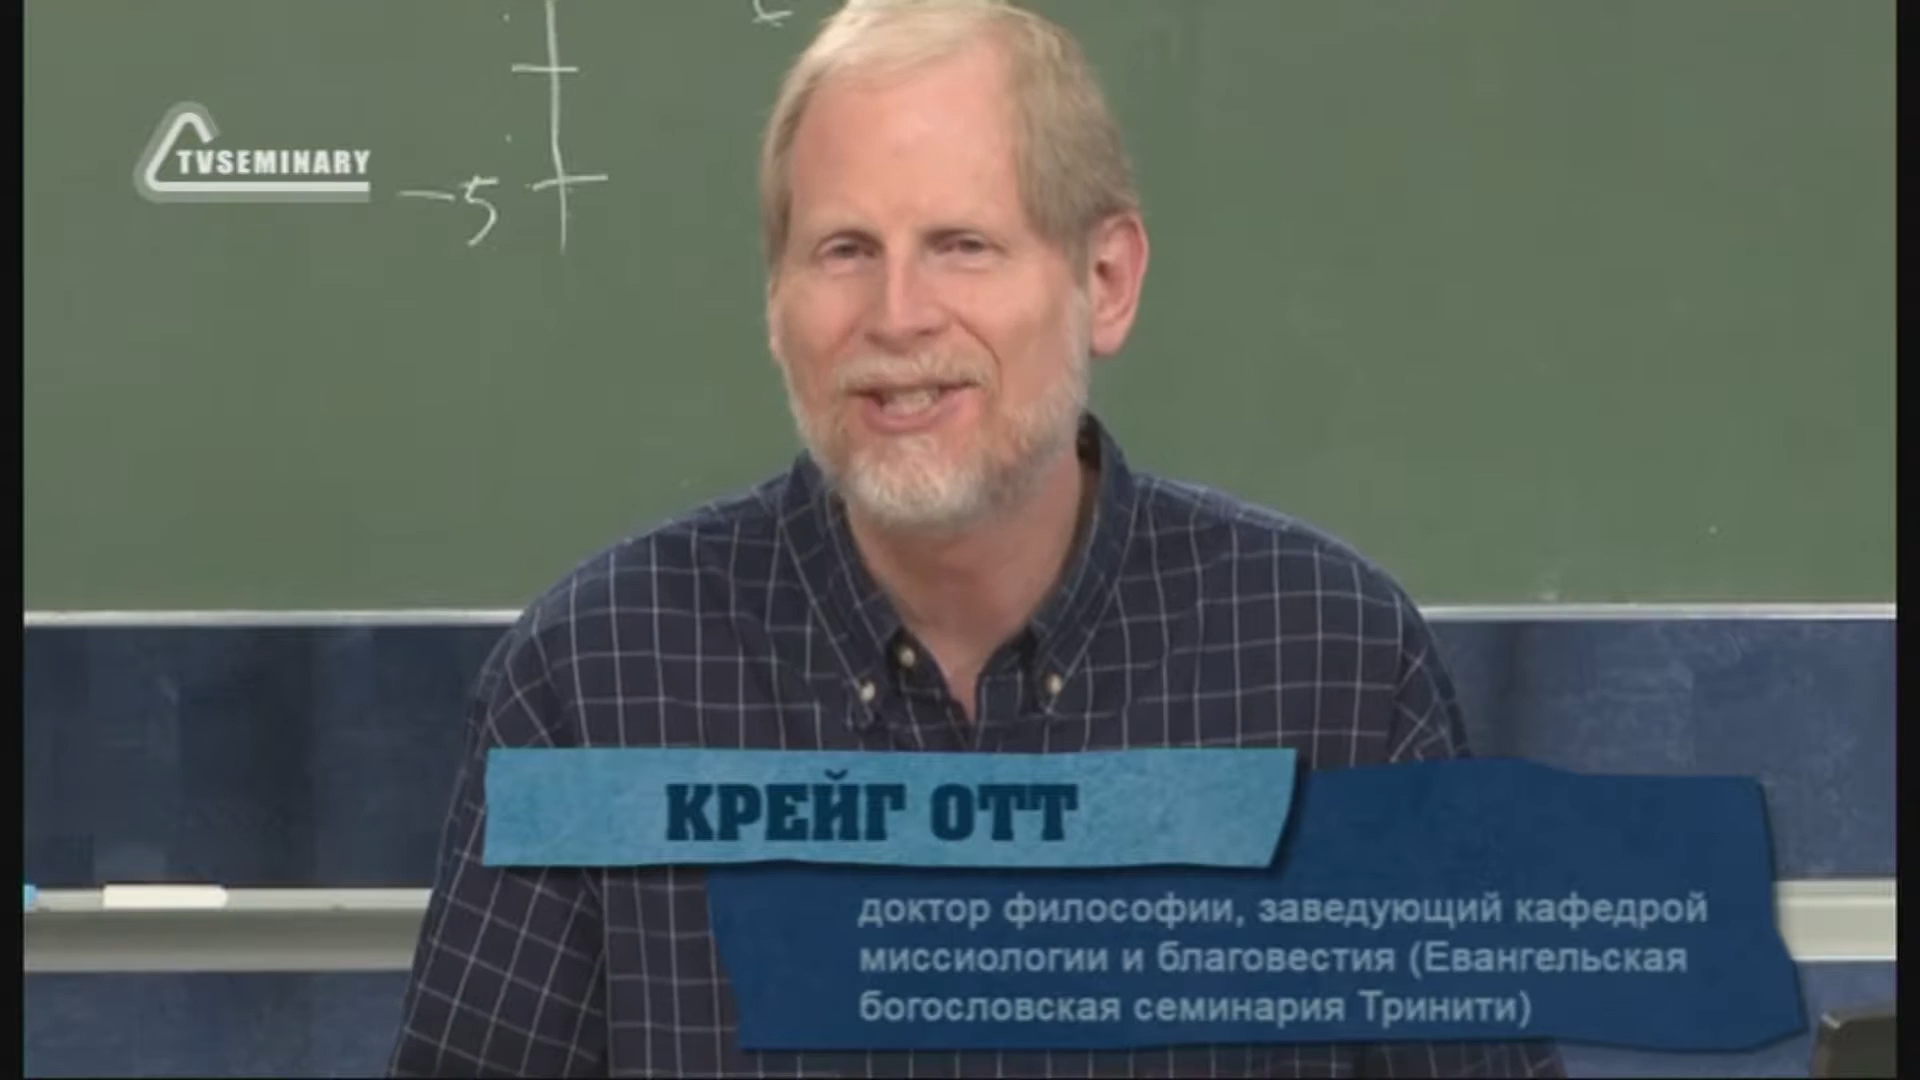 TVSEMINARY
-5
КРЕЙГ ОТТ
доктор философии, заведующий кафедрой
миссиологии и благовестия (Евангельская
богословская семинария Тринити)